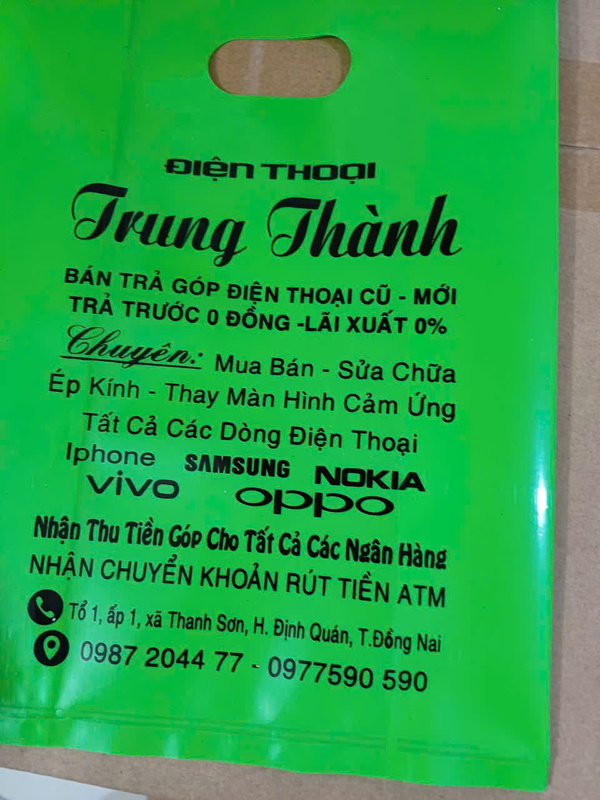 ĐIỆN THOẠI
Trung Thành
BÁN TRẢ GÓP ĐIỆN THOẠI CŨ - MỚI
TRẢ TRƯỚC 0 ĐỒNG -LÃI XUẤT 0%
Chuyên: Mua Bán - Sửa Chữa
Ép Kính - Thay Màn Hình Cảm Ứng
Tất Cả Các Dòng Điện Thoại
Iphone SAMSUNG NOKIA
vivo oppo
Nhận Thu Tiền Góp Cho Tất Cả Các Ngân Hàng
NHẬN CHUYỂN KHOẢN RÚT TIỀN ATM
Tổ 1, ấp 1, xã Thanh Sơn, H. Định Quán, T.Đồng Nai
0987 2044 77 - 0977590 590